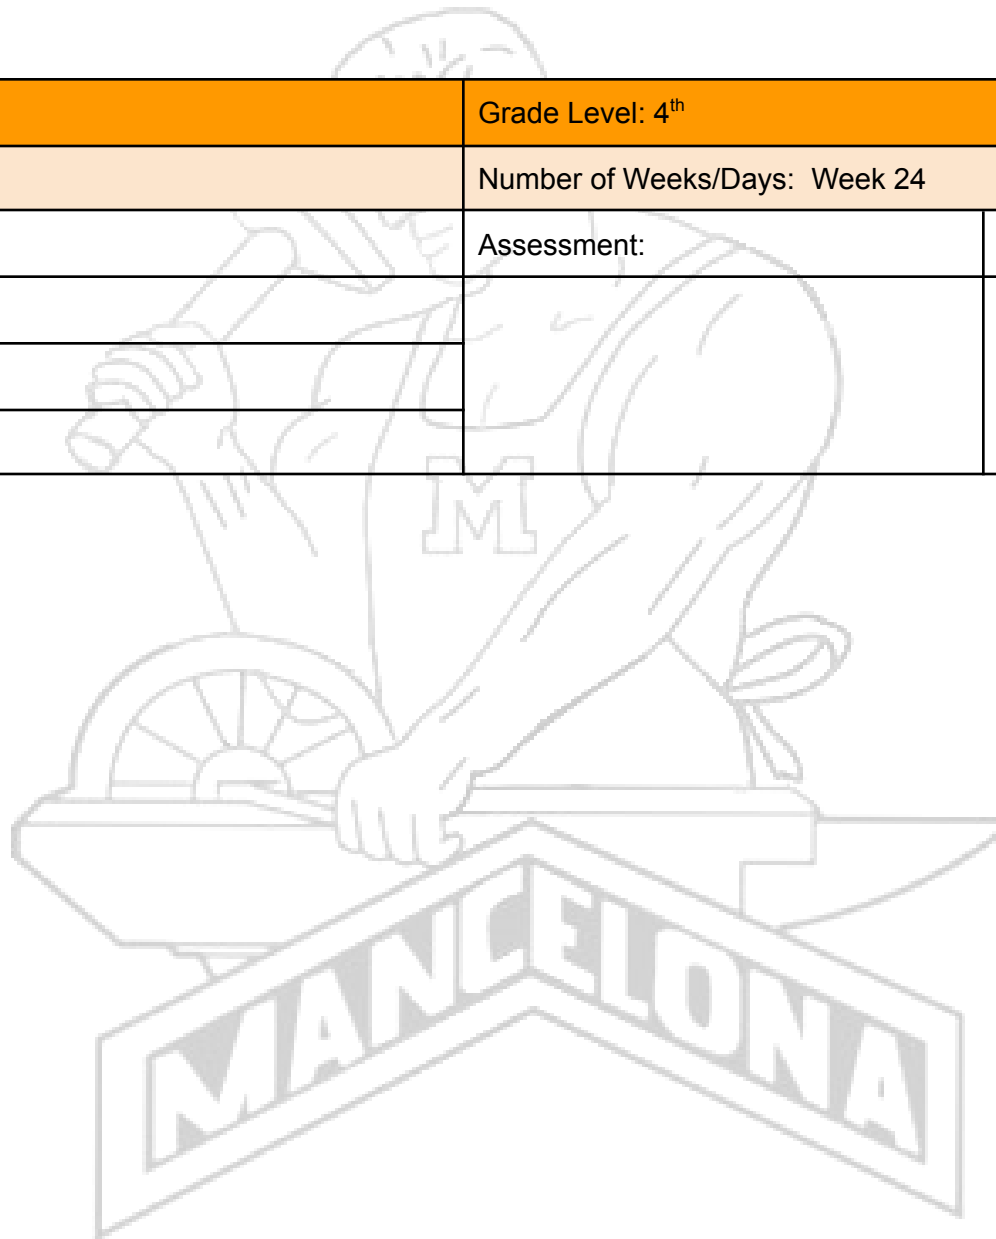 Grade Level: 4th
Number of Weeks/Days: Week 24
Assessment:
M
MANCELONA